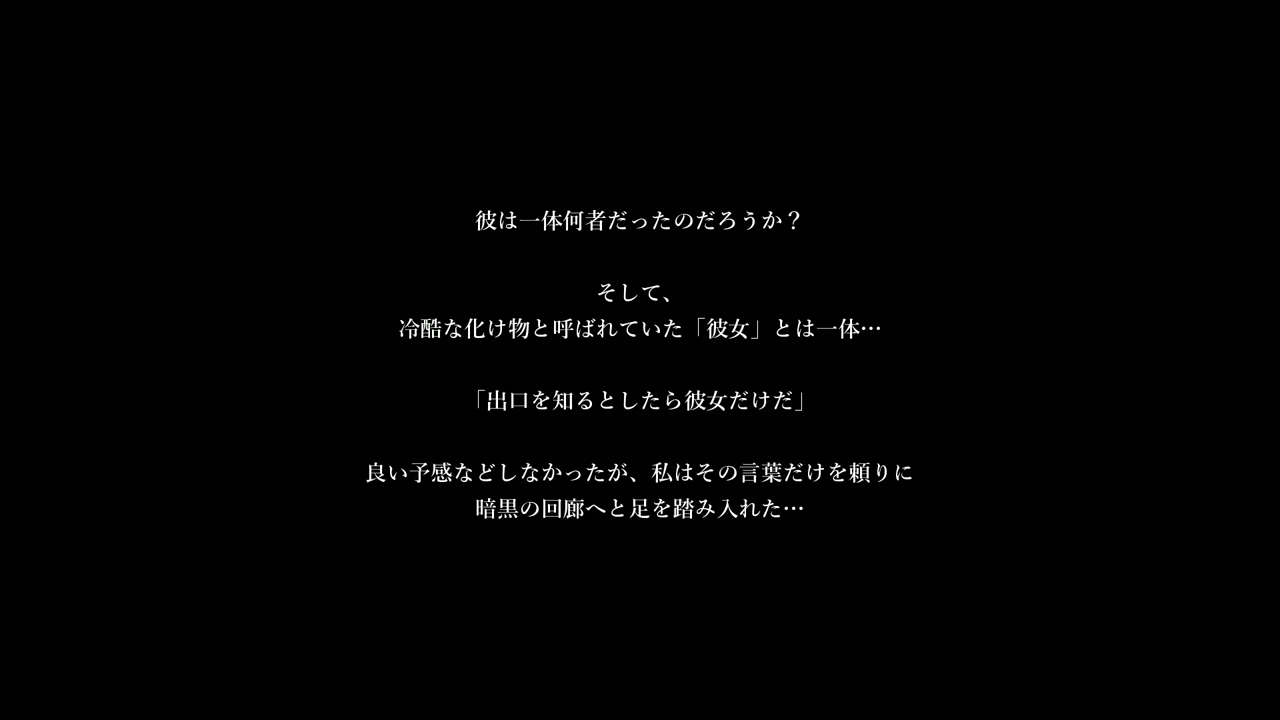 彼は一体何者だったのだろうか？
そして、
冷酷な化け物と呼ばれていた「彼女」とは一体…
「出口を知るとしたら彼女だけだ」
良い予感などしなかったが、私はその言葉だけを頼りに
暗黒の回廊へと足を踏み入れた…